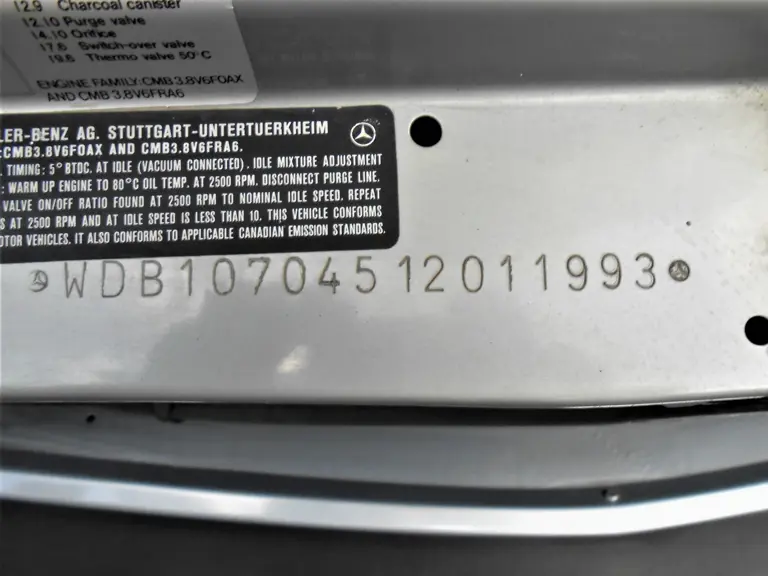 12.9 Charcoal canister
12.10 Purge valve
14.10 Orifice
17.6 Switch-over valve
19.6 Thermo valve 50°C
ENGINE FAMILY: CMB 3.8V6FOAX
AND CMB 3.8V6FRA6
LER-BENZ AG. STUTTGART-UNTERTUERKHEIM
:CMB3.8V6FOAX AND CMB3.8V6FRA6.
. TIMING: 5° BTDC. AT IDLE (VACUUM CONNECTED). IDLE MIXTURE ADJUSTMENT
: WARM UP ENGINE TO 80°C OIL TEMP. AT 2500 RPM. DISCONNECT PURGE LINE.
VALVE ON/OFF RATIO FOUND AT 2500 RPM TO NOMINAL IDLE SPEED. REPEAT
S AT 2500 RPM AND AT IDLE SPEED IS LESS THAN 10. THIS VEHICLE CONFORMS
OTOR VEHICLES. IT ALSO CONFORMS TO APPLICABLE CANADIAN EMISSION STANDARDS.
WDB10704512011993